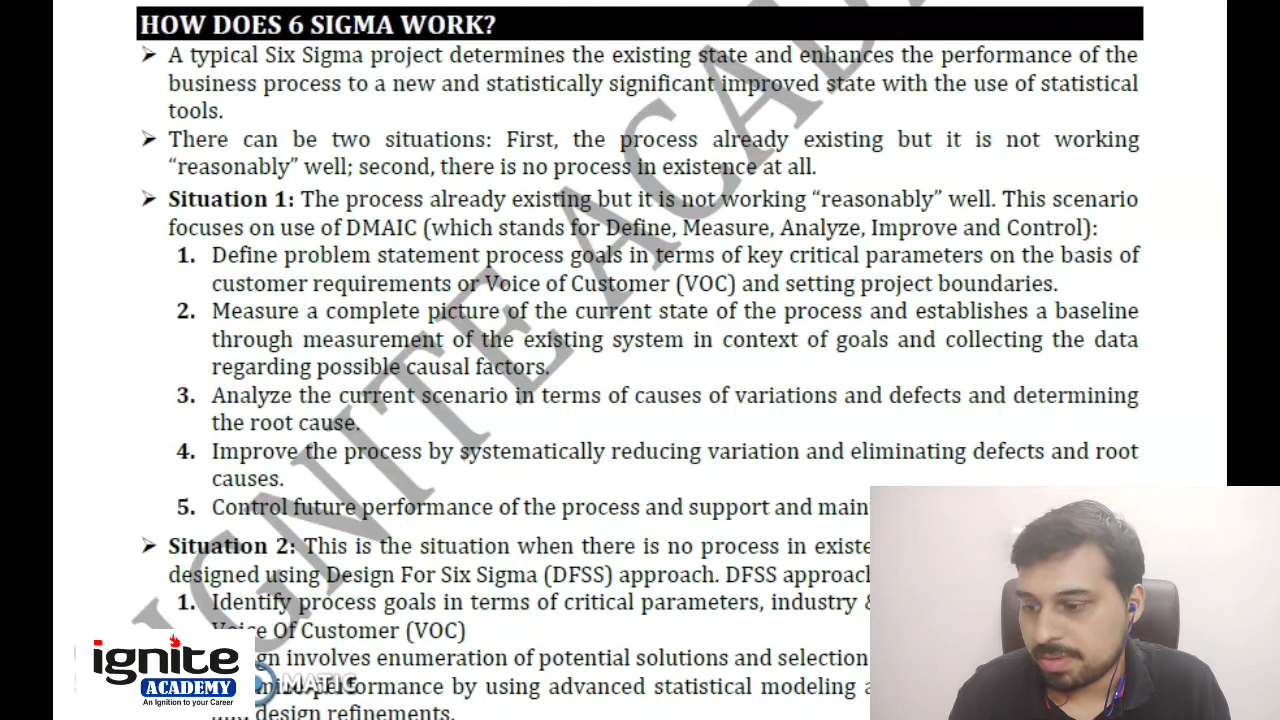 HOW DOES 6 SIGMA WORK?
➢ A typical Six Sigma project determines the existing state and enhances the performance of the
business process to a new and statistically significant improved state with the use of statistical
tools.
➢ There can be two situations: First, the process already existing but it is not working
“reasonably” well; second, there is no process in existence at all.
➢ Situation 1: The process already existing but it is not working “reasonably” well. This scenario
focuses on use of DMAIC (which stands for Define, Measure, Analyze, Improve and Control):
1. Define problem statement process goals in terms of key critical parameters on the basis of
customer requirements or Voice of Customer (VOC) and setting project boundaries.
2. Measure a complete picture of the current state of the process and establishes a baseline
through measurement of the existing system in context of goals and collecting the data
regarding possible causal factors.
3. Analyze the current scenario in terms of causes of variations and defects and determining
the root cause.
4. Improve the process by systematically reducing variation and eliminating defects and root
causes.
5. Control future performance of the process and support and main
➢ Situation 2: This is the situation when there is no process in existe
designed using Design For Six Sigma (DFSS) approach. DFSS approach
1. Identify process goals in terms of critical parameters, industry &
Voice Of Customer (VOC)
gn involves enumeration of potential solutions and selection
performance by using advanced statistical modeling a
and design refinements.
IGNITE ACAD
ignite
ACADEMY
An Ignition to your Career
MATIC